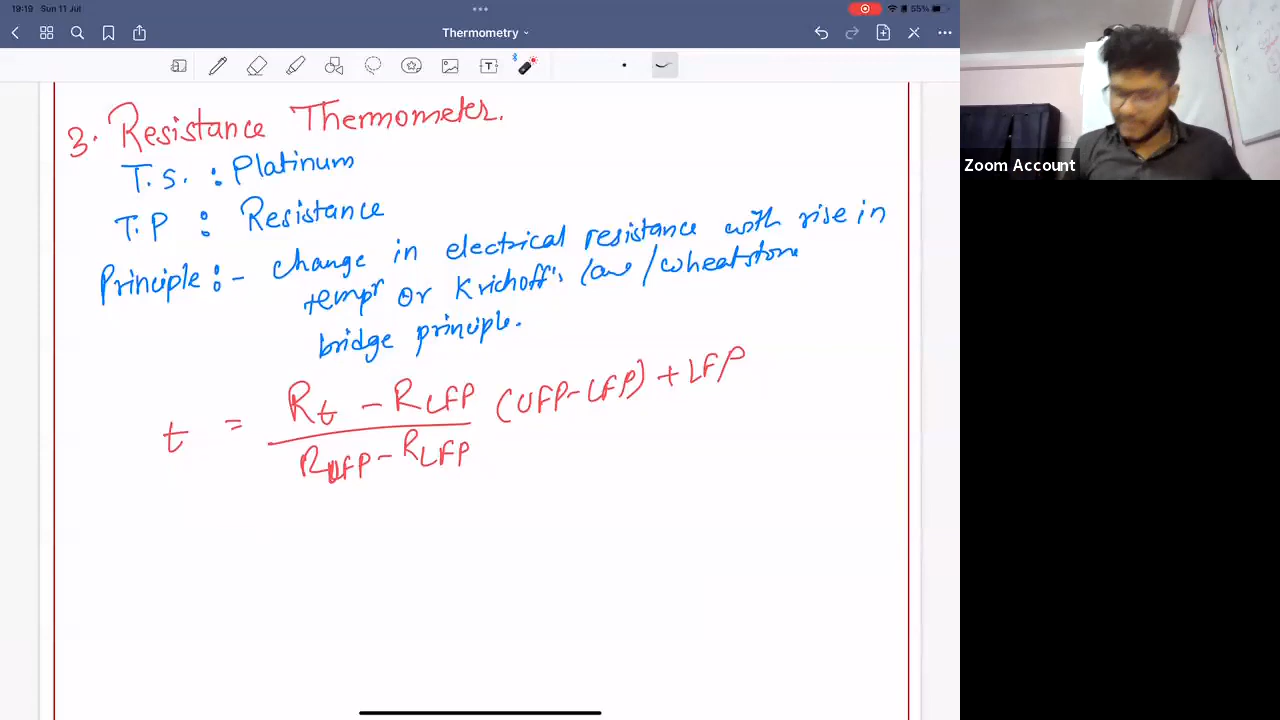 19:19 Sun 11 Jul
55%
Thermometry
Zoom Account
3. Resistance Thermometer.
T.S. : Platinum
T.P : Resistance
Principle :- change in electrical resistance with rise in
tempr Or Krichoff's law / wheatstone
bridge principle.
t = (Rt - RLFP) / (RUFP - RLFP) (UFP - LFP) + LFP